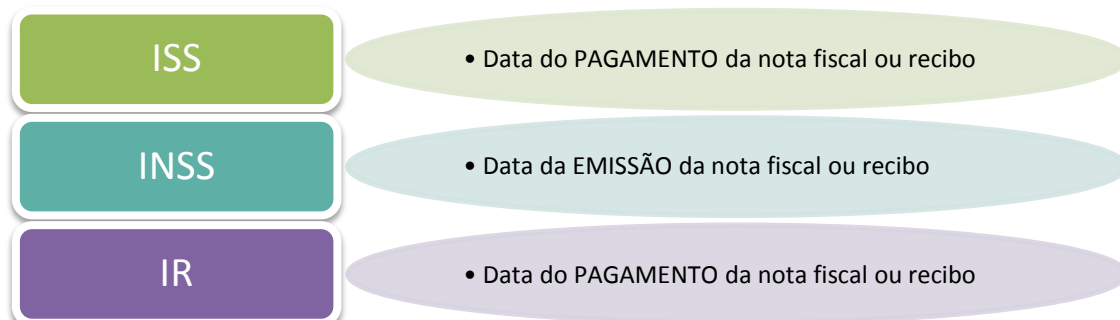 ISS
• Data do PAGAMENTO da nota fiscal ou recibo
INSS
• Data da EMISSÃO da nota fiscal ou recibo
IR
• Data do PAGAMENTO da nota fiscal ou recibo